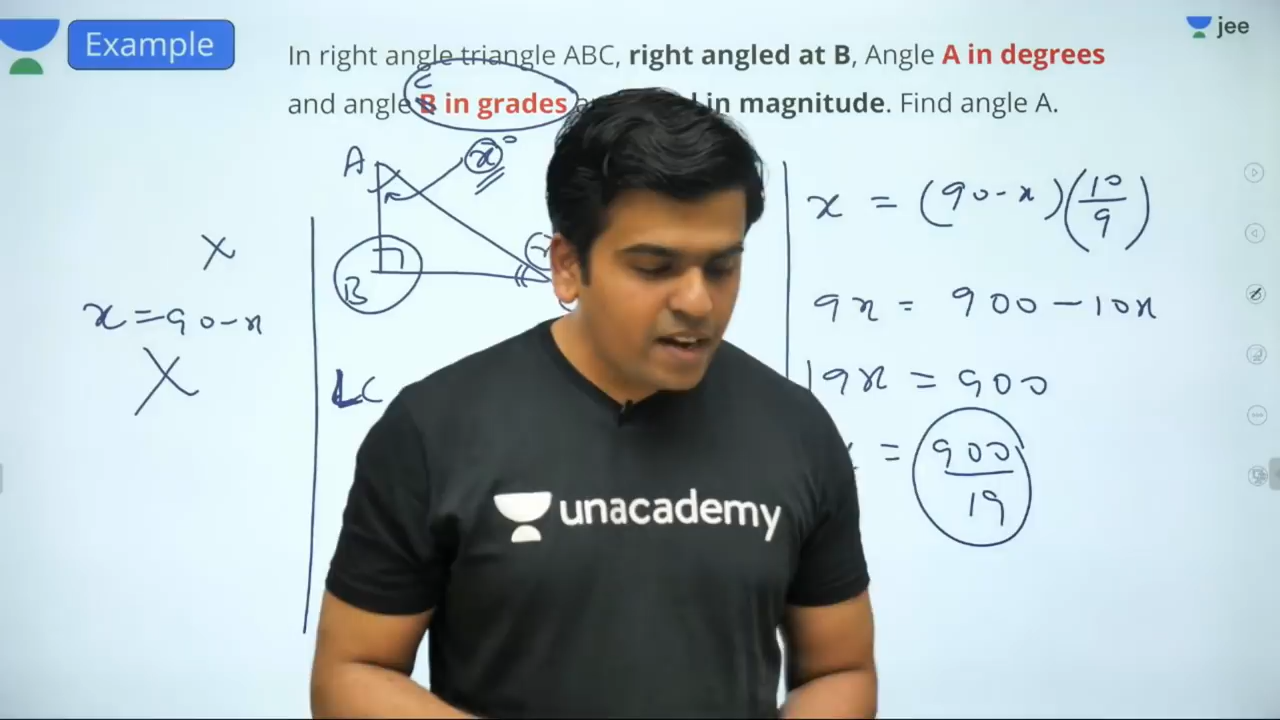 Example
jee
In right angle triangle ABC, right angled at B, Angle A in degrees
C
and angle B in grades in magnitude. Find angle A.
A
x°
B
x = 90 - x
LC
x = (90 - x)(10/9)
9x = 900 - 10x
19x = 900
= 900/19
unacademy